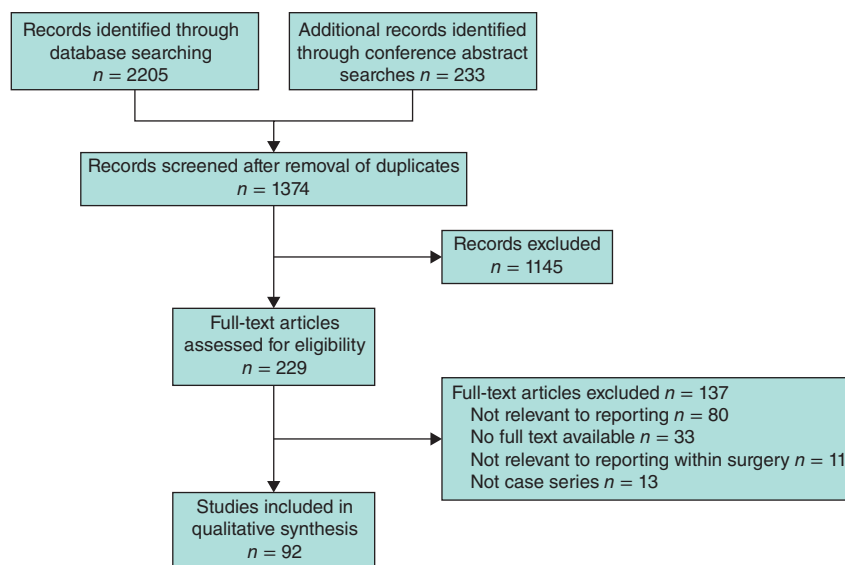 Records identified through
database searching
n = 2205
Additional records identified
through conference abstract
searches n = 233
Records screened after removal of duplicates
n = 1374
Records excluded
n = 1145
Full-text articles
assessed for eligibility
n = 229
Full-text articles excluded n = 137
Not relevant to reporting n = 80
No full text available n = 33
Not relevant to reporting within surgery n = 11
Not case series n = 13
Studies included in
qualitative synthesis
n = 92